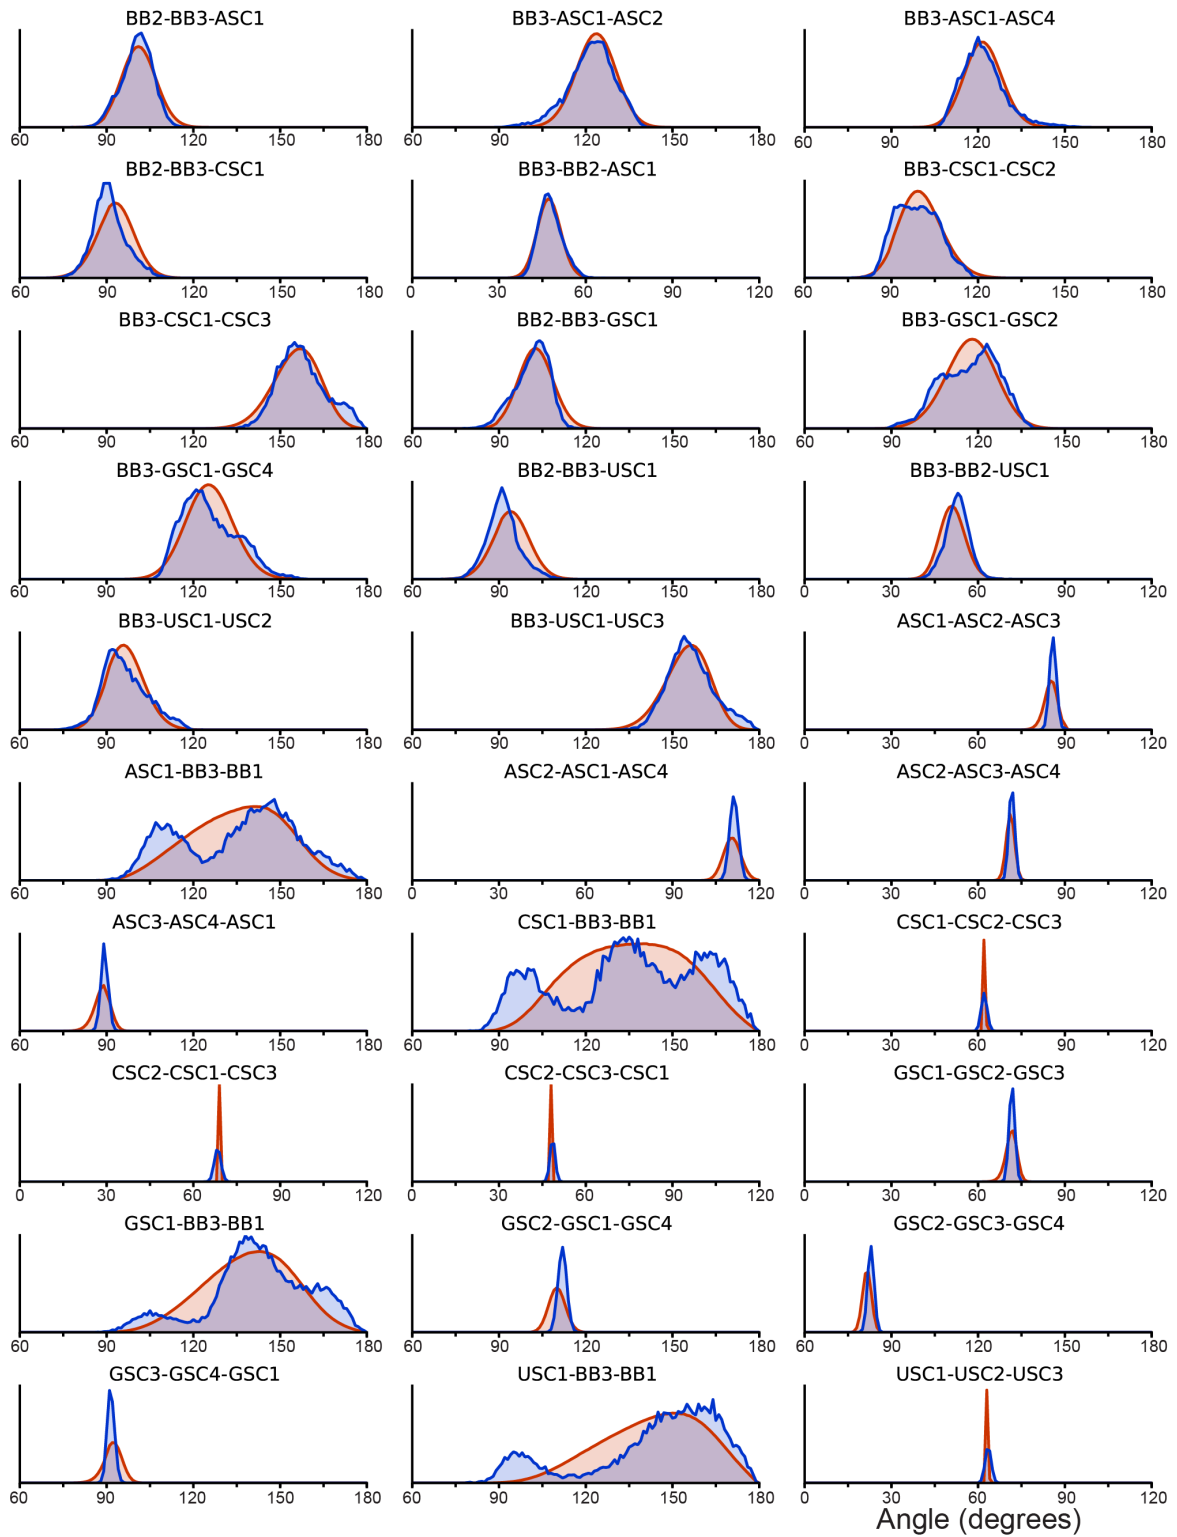 BB2-BB3-ASC1 BB3-ASC1-ASC2 BB3-ASC1-ASC4
60 90 120 150 180 60 90 120 150 180 60 90 120 150 180
BB2-BB3-CSC1 BB3-BB2-ASC1 BB3-CSC1-CSC2
60 90 120 150 180 0 30 60 90 120 60 90 120 150 180
BB3-CSC1-CSC3 BB2-BB3-GSC1 BB3-GSC1-GSC2
60 90 120 150 180 60 90 120 150 180 60 90 120 150 180
BB3-GSC1-GSC4 BB2-BB3-USC1 BB3-BB2-USC1
60 90 120 150 180 60 90 120 150 180 0 30 60 90 120
BB3-USC1-USC2 BB3-USC1-USC3 ASC1-ASC2-ASC3
60 90 120 150 180 60 90 120 150 180 0 30 60 90 120
ASC1-BB3-BB1 ASC2-ASC1-ASC4 ASC2-ASC3-ASC4
60 90 120 150 180 0 30 60 90 120 0 30 60 90 120
ASC3-ASC4-ASC1 CSC1-BB3-BB1 CSC1-CSC2-CSC3
60 90 120 150 180 60 90 120 150 180 0 30 60 90 120
CSC2-CSC1-CSC3 CSC2-CSC3-CSC1 GSC1-GSC2-GSC3
0 30 60 150 120 60 90 120 150 180 0 30 60 90 120
GSC1-BB3-BB1 GSC2-GSC1-GSC4 GSC2-GSC3-GSC4
60 90 120 150 180 60 90 120 150 180 60 90 120 150 180
GSC3-GSC4-GSC1 USC1-BB3-BB1 USC1-USC2-USC3
60 90 120 150 180 60 90 120 150 180 0 30 60 90 120
Angle (degrees)